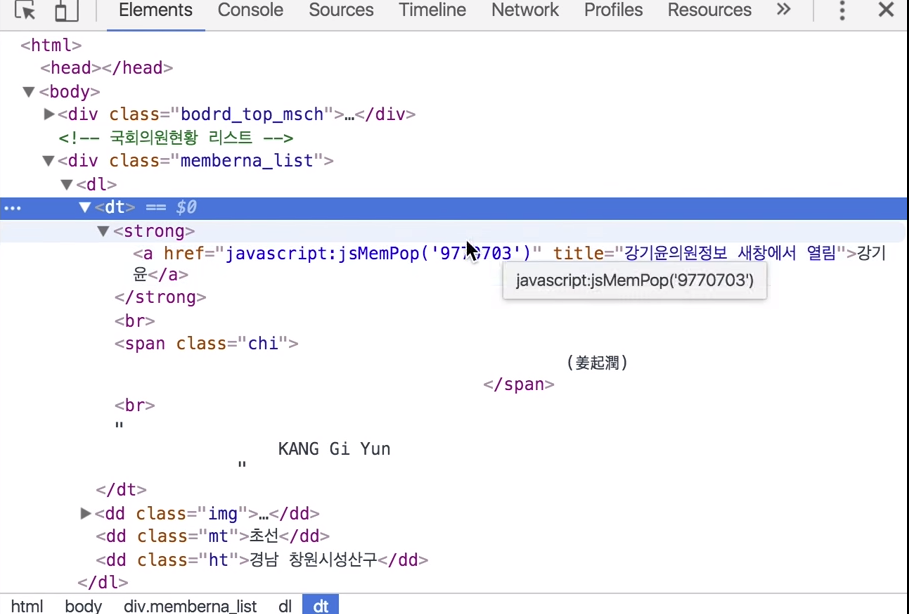 Elements Console Sources Timeline Network Profiles Resources »
<html>
<head></head>
<body>
<div class="bodrd_top_msch">…</div>
<!-- 국회의원현황 리스트 -->
<div class="memberna_list">
<dl>
… <dt> == $0
<strong>
<a href="javascript:jsMemPop('9770703')" title="강기윤의원정보 새창에서 열림">강기
윤</a>
javascript:jsMemPop('9770703')
</strong>
<br>
<span class="chi">
(姜起潤)
</span>
<br>
"
KANG Gi Yun
"
</dt>
<dd class="img">…</dd>
<dd class="mt">초선</dd>
<dd class="ht">경남 창원시성산구</dd>
</dl>
html body div.memberna_list dl dt